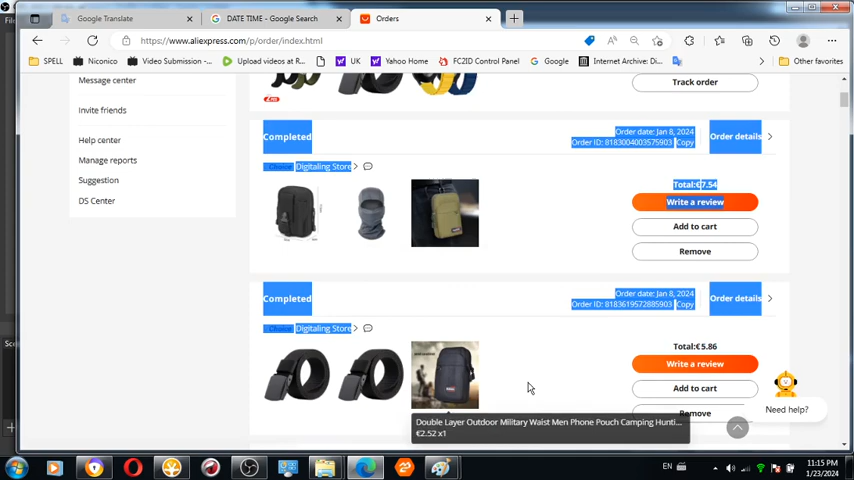 Google Translate
DATE TIME - Google Search
Orders
https://www.aliexpress.com/p/order/index.html
SPELL
Niconico
Video Submission -...
Upload videos at R...
UK
Yahoo Home
FC2ID Control Panel
Google
Internet Archive: Di...
Other favorites
Message center
Invite friends
Help center
Manage reports
Suggestion
DS Center
Track order
Completed
Order date: Jan 8, 2024
Order ID: 8183004003575903 Copy
Order details
Choice Digitaling Store
Total:€7.54
Write a review
Add to cart
Remove
Completed
Order date: Jan 8, 2024
Order ID: 8183619572885903 Copy
Order details
Choice Digitaling Store
Total:€5.86
Write a review
Add to cart
Remove
Need help?
Double Layer Outdoor Military Waist Men Phone Pouch Camping Hunti...
€2.52 x1
EN
11:15 PM
1/23/2024